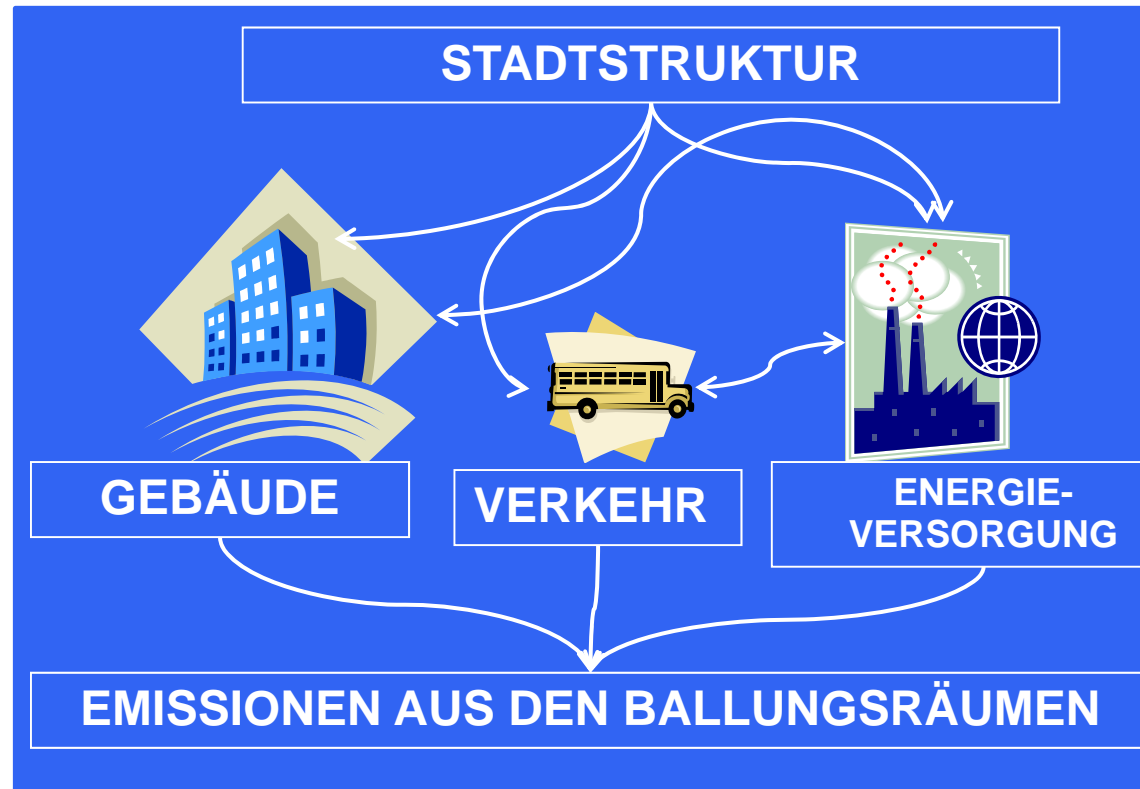 STADTSTRUKTUR
GEBÄUDE
VERKEHR
ENERGIE-
VERSORGUNG
EMISSIONEN AUS DEN BALLUNGSRÄUMEN